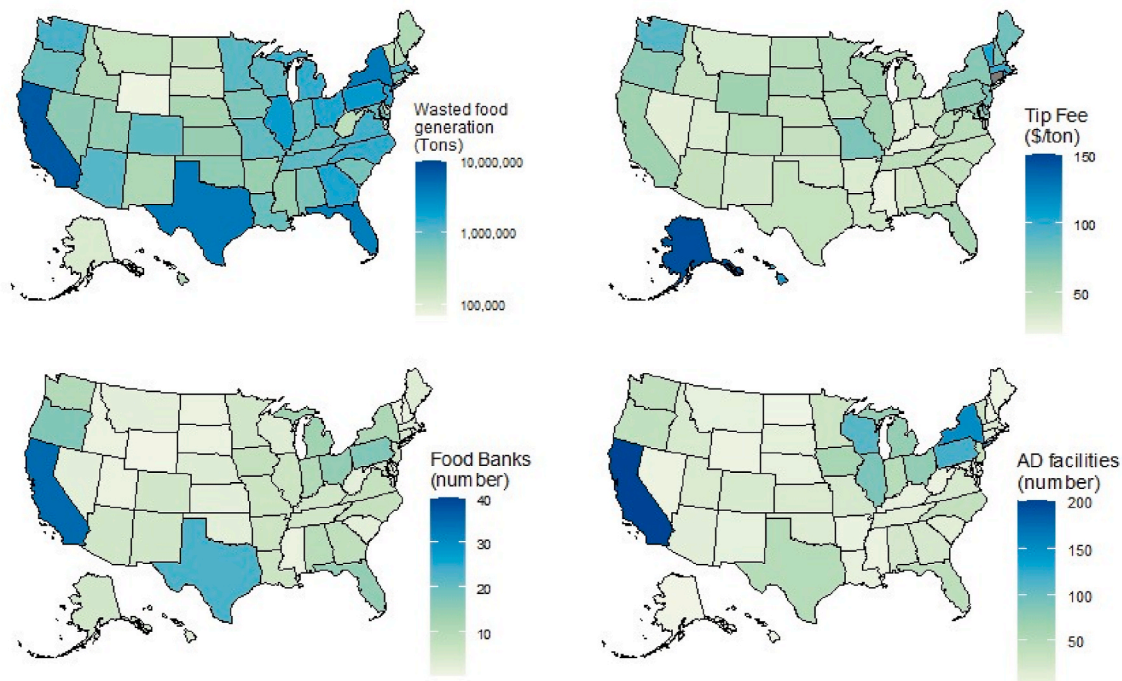 Wasted food
generation
(Tons)
10,000,000
1,000,000
100,000
Tip Fee
($/ton)
150
100
50
Food Banks
(number)
40
30
20
10
AD facilities
(number)
200
150
100
50